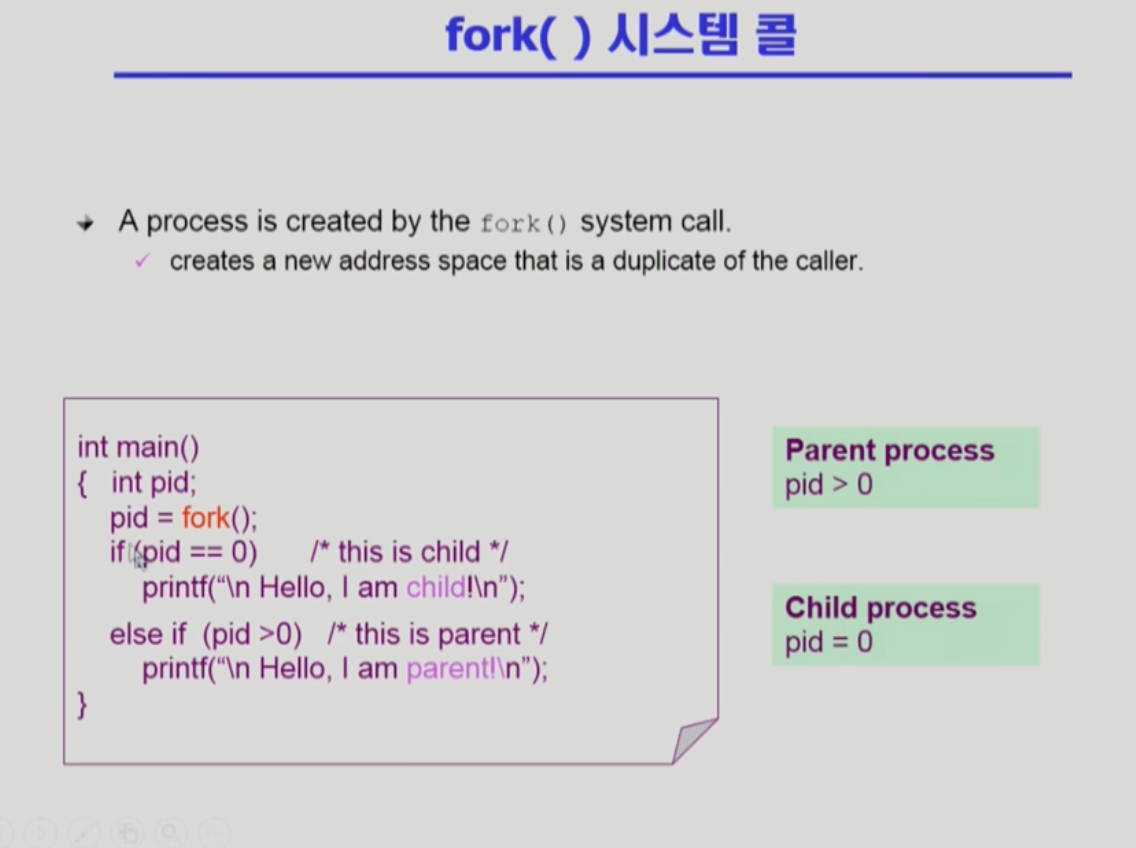 fork( ) 시스템 콜
A process is created by the fork() system call.
✓ creates a new address space that is a duplicate of the caller.
int main()
{ int pid;
pid = fork();
if (pid == 0) /* this is child */
printf(“\n Hello, I am child!\n”);
else if (pid >0) /* this is parent */
printf(“\n Hello, I am parent!\n”);
}
Parent process
pid > 0
Child process
pid = 0